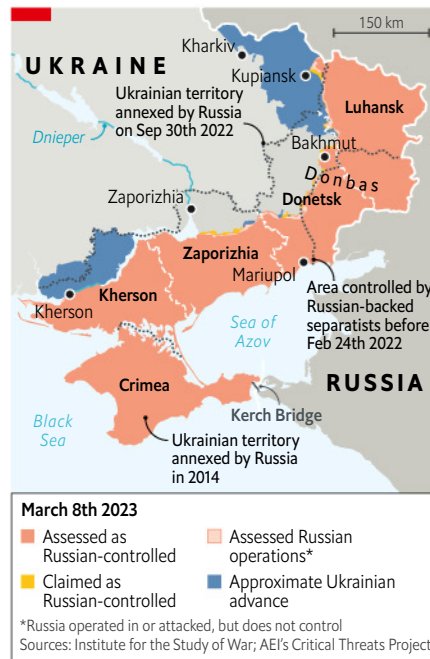 150 km
Kharkiv
UKRAINE
Kupiansk
Ukrainian territory
annexed by Russia
on Sep 30th 2022
Luhansk
Dnieper
Bakhmut
Donbas
Zaporizhia
Donetsk
Zaporizhia
Mariupol
Area controlled by
Russian-backed
separatists before
Feb 24th 2022
Kherson
Kherson
Sea of
Azov
RUSSIA
Crimea
Kerch Bridge
Black
Sea
Ukrainian territory
annexed by Russia
in 2014
March 8th 2023
Assessed as
Russian-controlled
Assessed Russian
operations*
Claimed as
Russian-controlled
Approximate Ukrainian
advance
*Russia operated in or attacked, but does not control
Sources: Institute for the Study of War; AEI’s Critical Threats Project